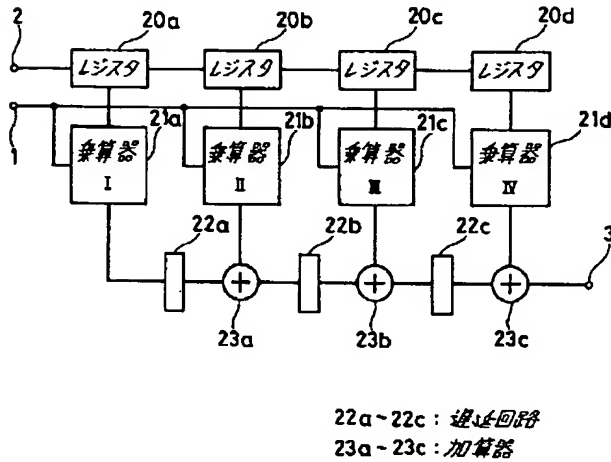 2
20a
20b
20c
20d
レジスタ
レジスタ
レジスタ
レジスタ
1
21a
21b
21c
21d
乗算器
I
乗算器
II
乗算器
III
乗算器
IV
22a
22b
22c
3
+
+
+
23a
23b
23c
22a~22c: 遅延回路
23a~23c: 加算器